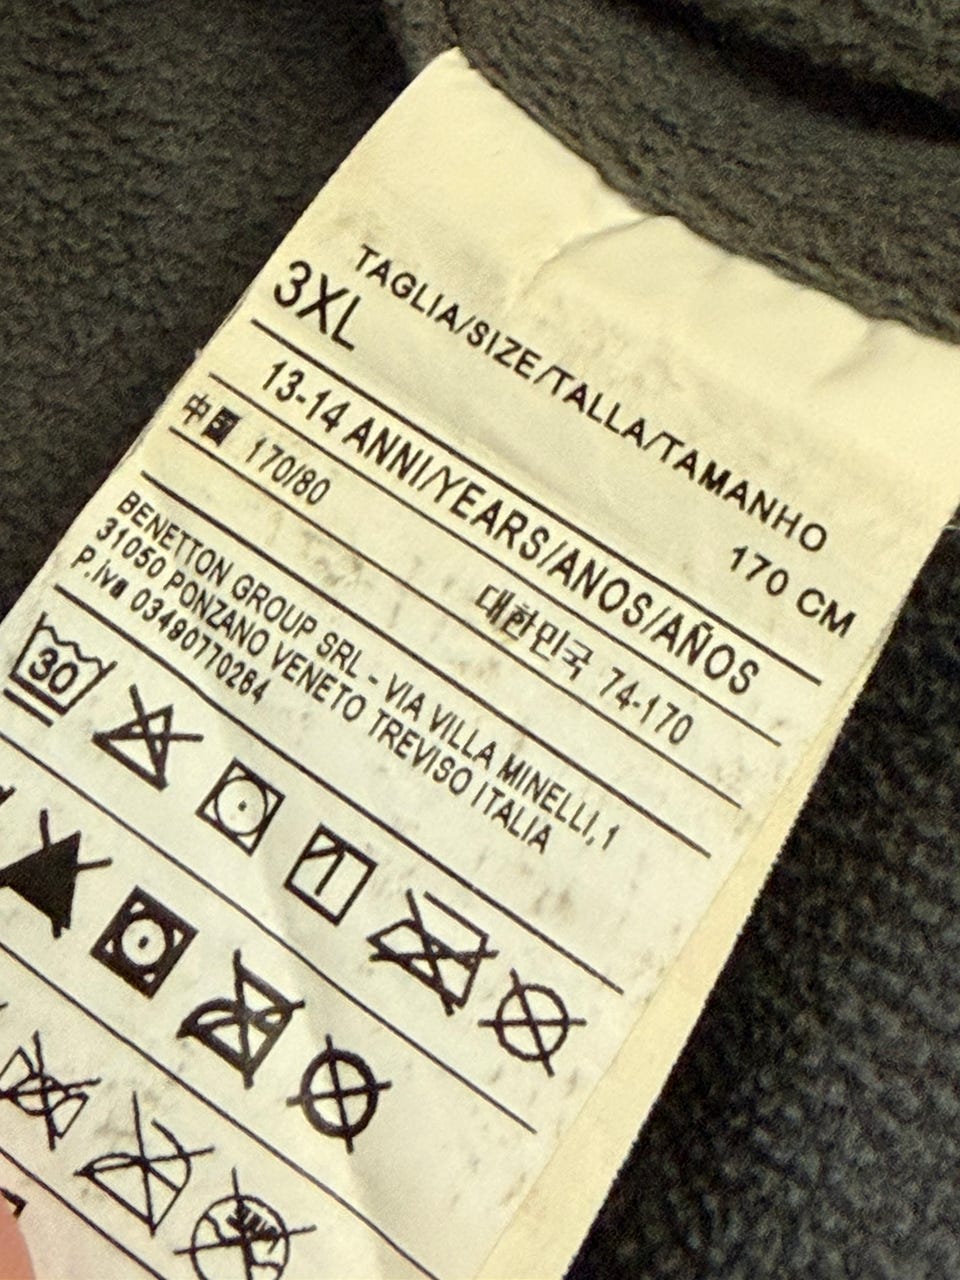 TAGLIA/SIZE/TALLA/TAMANHO
3XL 170 CM
13-14 ANNI/YEARS/ANOS/AÑOS
中國 170/80 대한민국 74-170
BENETTON GROUP SRL - VIA VILLA MINELLI,1
31050 PONZANO VENETO TREVISO ITALIA
P.iva 03490770264
30